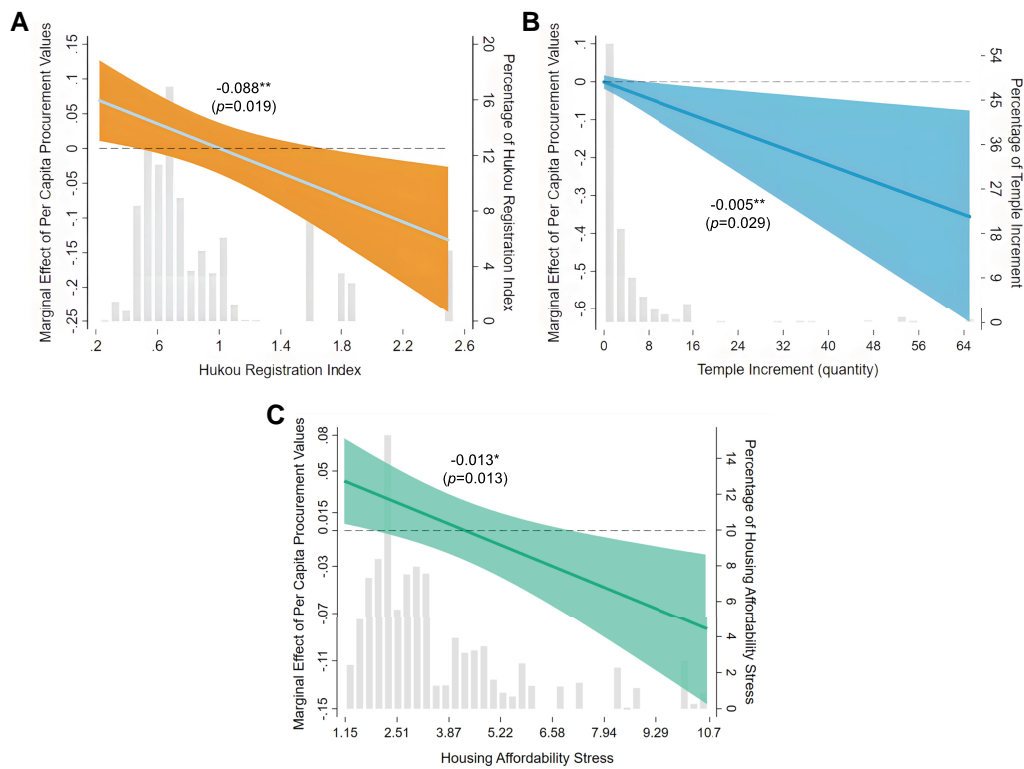 A
Marginal Effect of Per Capita Procurement Values
.15
.1
.05
0
-.05
-.1
-.15
-.2
-.25
-0.088**
(p=0.019)
20
16
12
8
4
0
Percentage of Hukou Registration Index
.2 .6 1 1.4 1.8 2.2 2.6
Hukou Registration Index
B
Marginal Effect of Per Capita Procurement Values
.1
0
-.1
-.2
-.3
-.4
-.5
-.6
-0.005**
(p=0.029)
54
45
36
27
18
9
0
Percentage of Temple Increment
0 8 16 24 32 40 48 56 64
Temple Increment (quantity)
C
Marginal Effect of Per Capita Procurement Values
.08
.05
0.015
0
-.03
-.07
-.11
-.15
-0.013*
(p=0.013)
14
12
10
8
6
4
2
0
Percentage of Housing Affordability Stress
1.15 2.51 3.87 5.22 6.58 7.94 9.29 10.7
Housing Affordability Stress